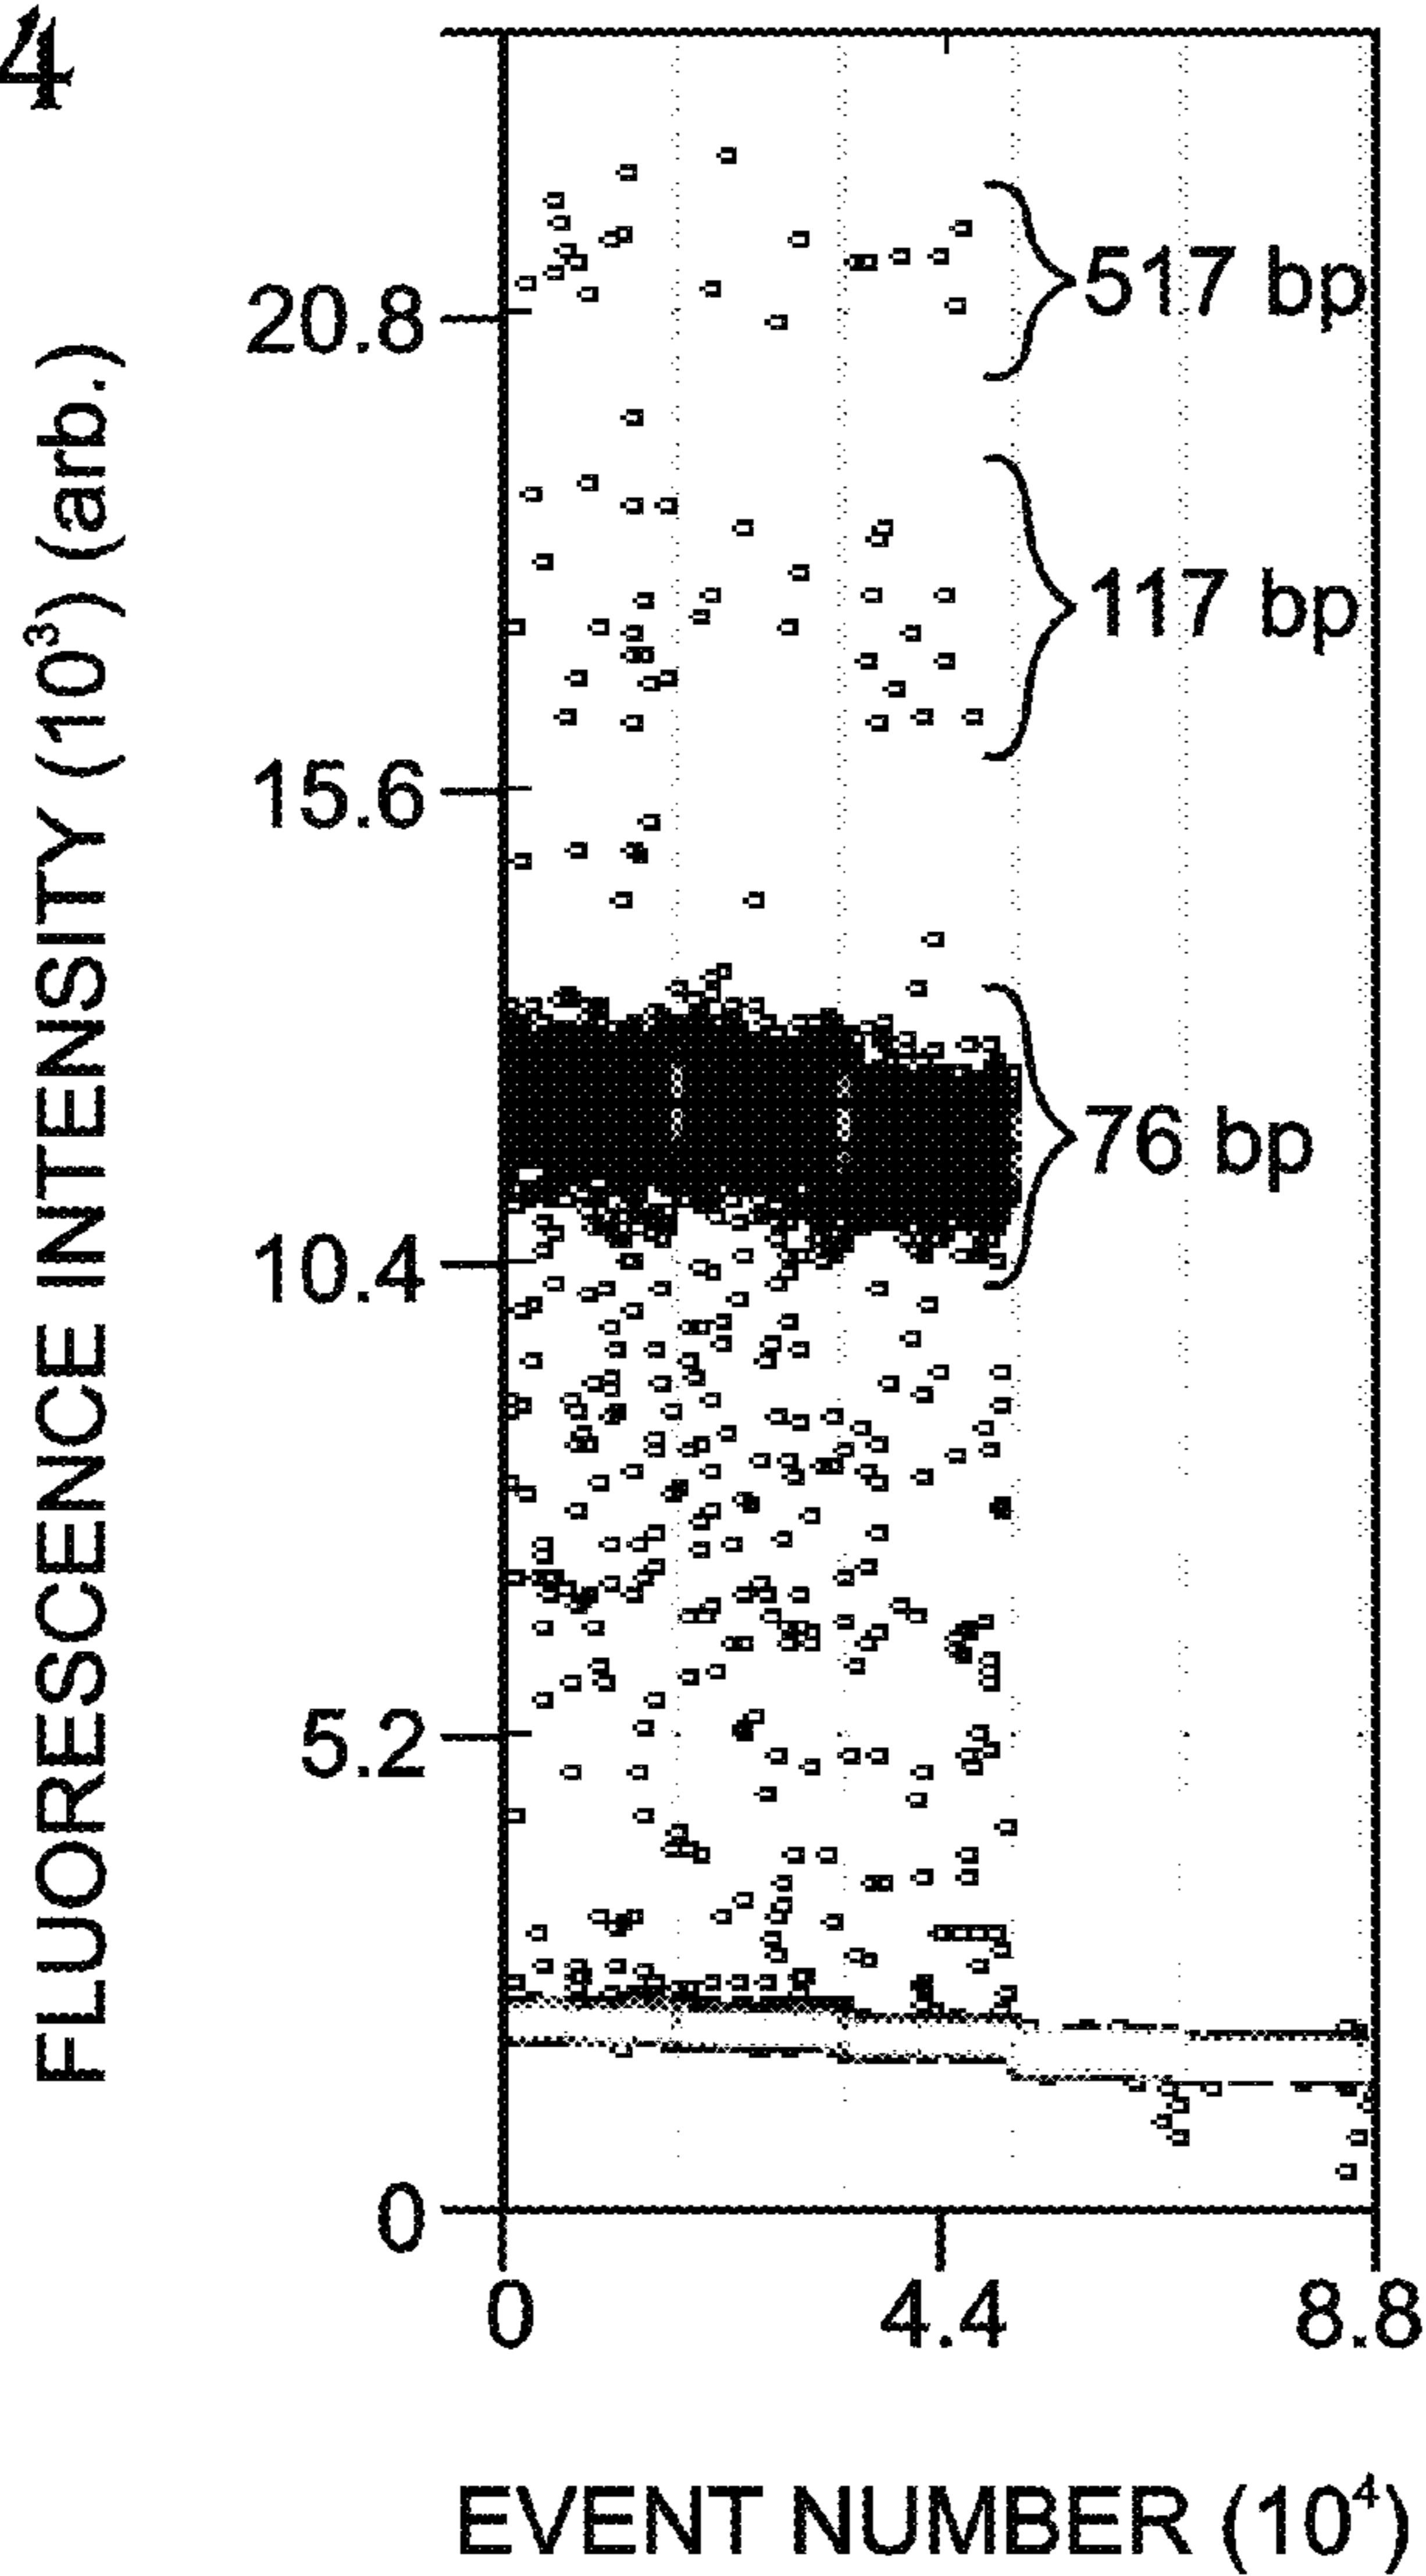 4
FLUORESCENCE INTENSITY (10³) (arb.)
20.8
15.6
10.4
5.2
0
517 bp
117 bp
76 bp
0 4.4 8.8
EVENT NUMBER (10⁴)